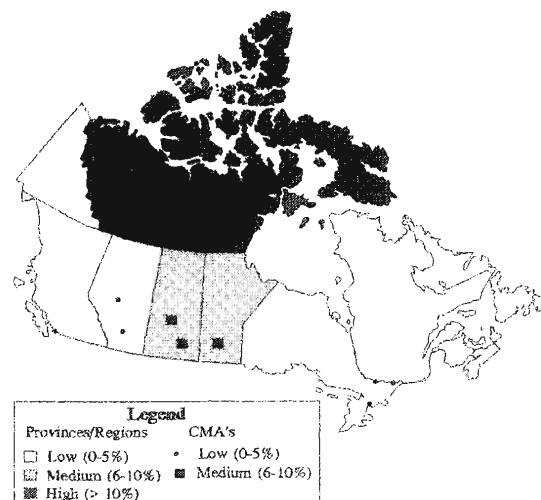 Legend
Provinces/Regions CMA's
Low (0-5%) Low (0-5%)
Medium (6-10%) Medium (6-10%)
High (> 10%)